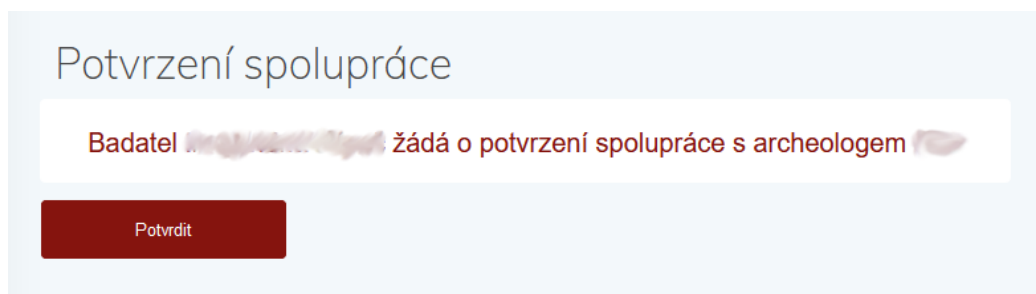 Potvrzení spolupráce
Badatel žádá o potvrzení spolupráce s archeologem
Potvrdit